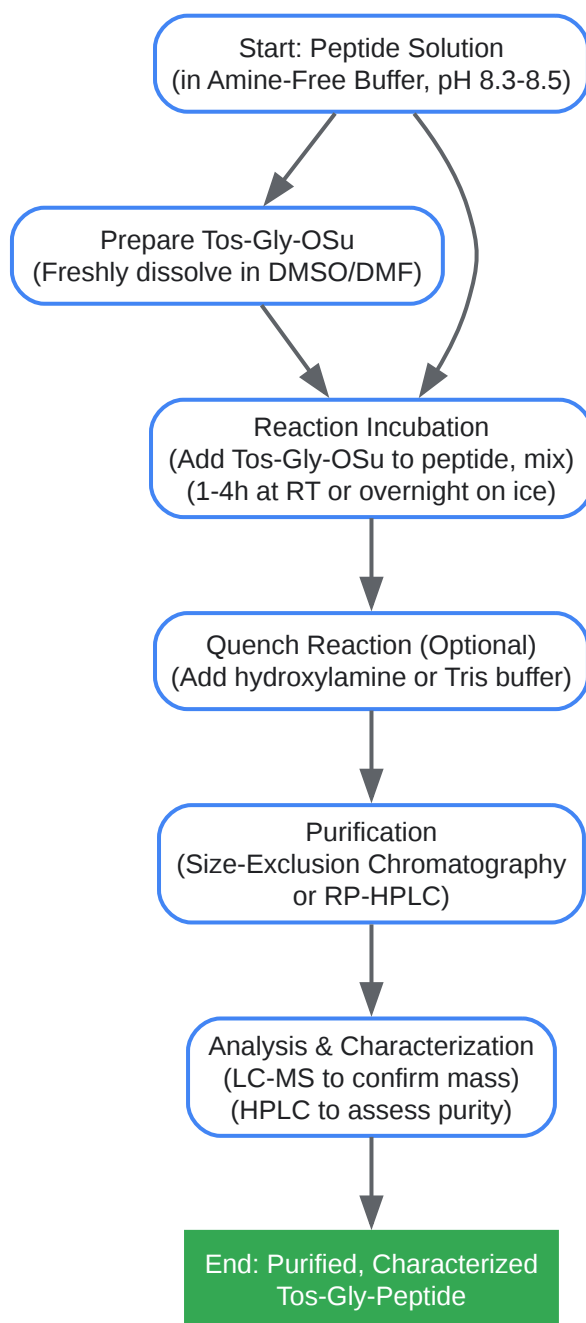 Start: Peptide Solution
(in Amine-Free Buffer, pH 8.3-8.5)
Prepare Tos-Gly-OSu
(Freshly dissolve in DMSO/DMF)
Reaction Incubation
(Add Tos-Gly-OSu to peptide, mix)
(1-4h at RT or overnight on ice)
Quench Reaction (Optional)
(Add hydroxylamine or Tris buffer)
Purification
(Size-Exclusion Chromatography
or RP-HPLC)
Analysis & Characterization
(LC-MS to confirm mass)
(HPLC to assess purity)
End: Purified, Characterized
Tos-Gly-Peptide